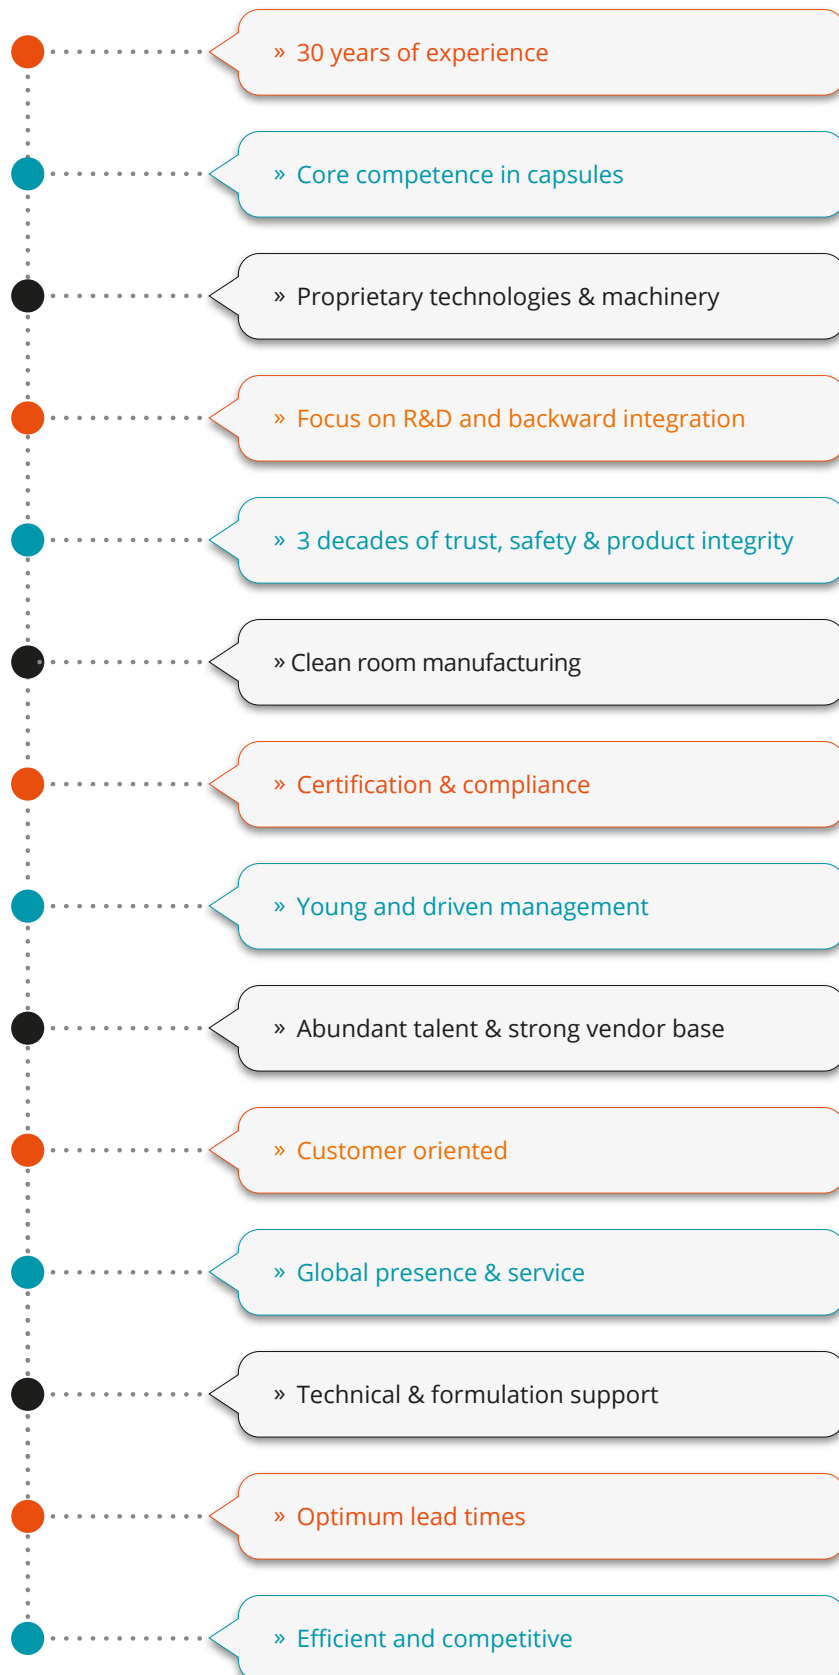 » 30 years of experience
» Core competence in capsules
» Proprietary technologies & machinery
» Focus on R&D and backward integration
» 3 decades of trust, safety & product integrity
» Clean room manufacturing
» Certification & compliance
» Young and driven management
» Abundant talent & strong vendor base
» Customer oriented
» Global presence & service
» Technical & formulation support
» Optimum lead times
» Efficient and competitive